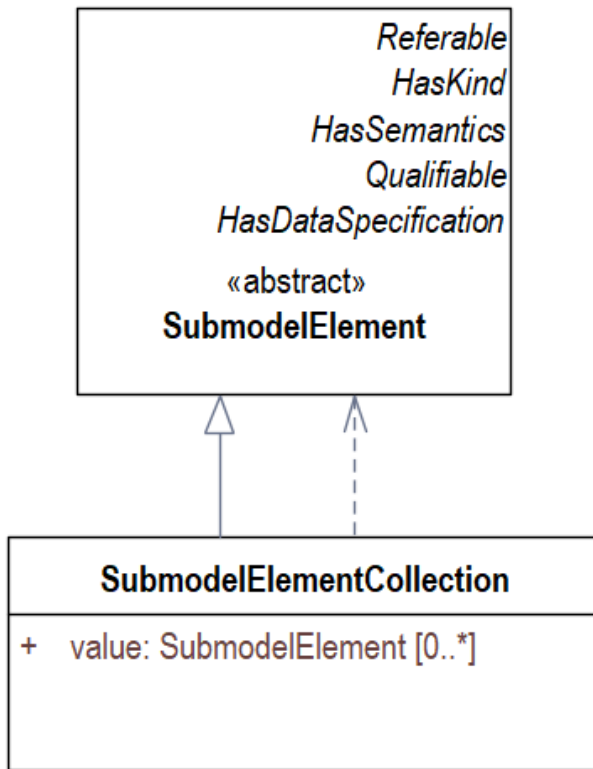 Referable
HasKind
HasSemantics
Qualifiable
HasDataSpecification
«abstract»
SubmodelElement
SubmodelElementCollection
+ value: SubmodelElement [0..*]